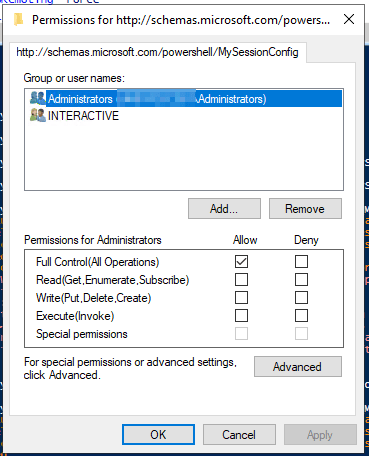 Permissions for http://schemas.microsoft.com/powers...
http://schemas.microsoft.com/powershell/MySessionConfig
Group or user names:
Administrators ( Administrators)
INTERACTIVE
Add...
Remove
Permissions for Administrators
Allow
Deny
Full Control(All Operations)
Read(Get,Enumerate,Subscribe)
Write(Put,Delete,Create)
Execute(Invoke)
Special permissions
For special permissions or advanced settings,
click Advanced.
Advanced
OK
Cancel
Apply